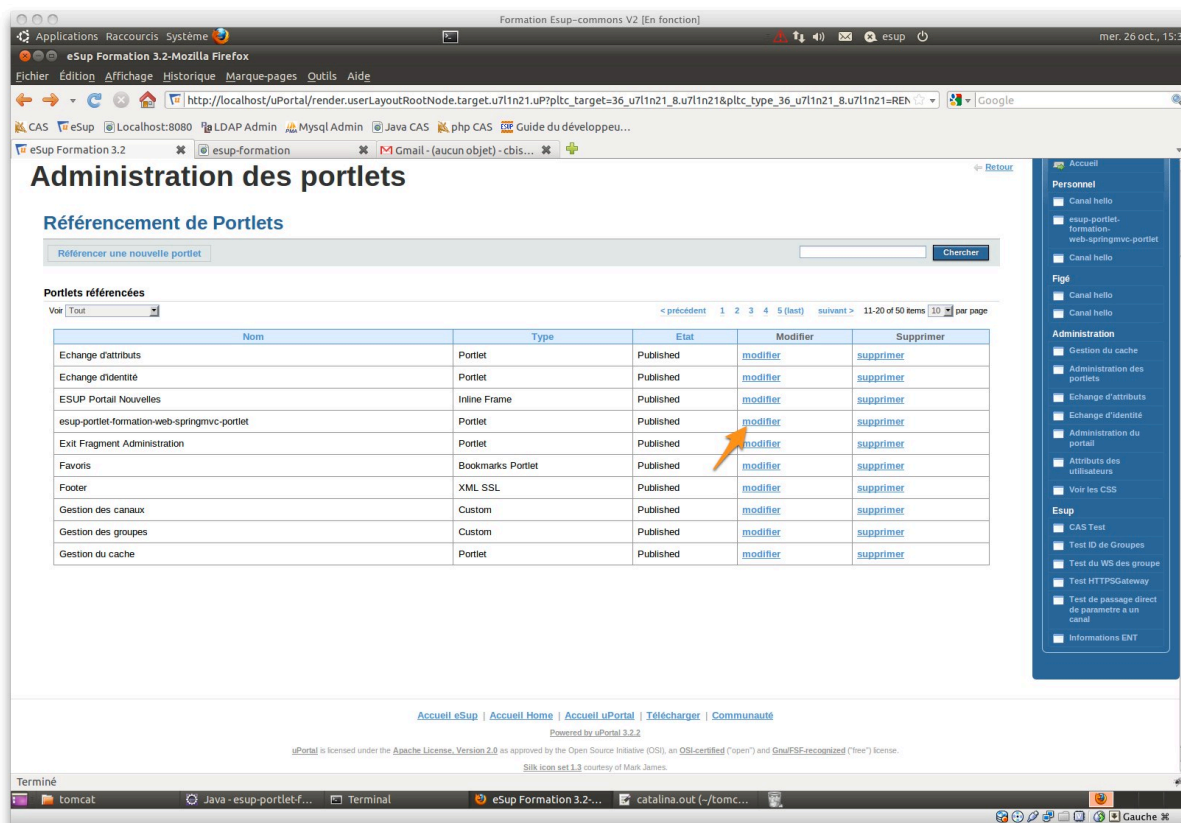 Formation Esup-commons V2 [En fonction]
Applications Raccourcis Système esup mer. 26 oct., 15:3
eSup Formation 3.2-Mozilla Firefox
Fichier Édition Affichage Historique Marque-pages Outils Aide
http://localhost/uPortal/render.userLayoutRootNode.target.u7l1n21.uP?pltc_target=36_u7l1n21_8.u7l1n21&pltc_type_36_u7l1n21_8.u7l1n21=REN Google
CAS eSup Localhost:8080 LDAP Admin Mysql Admin Java CAS php CAS Guide du développeu...
eSup Formation 3.2 esup-formation Gmail - (aucun objet) - cbis...
Administration des portlets
Retour
Référencement de Portlets
Référencer une nouvelle portlet Chercher
Portlets référencées
Voir Tout < précédent 1 2 3 4 5 (last) suivant > 11-20 of 50 items 10 par page
Nom Type Etat Modifier Supprimer
Echange d'attributs Portlet Published modifier supprimer
Echange d'identité Portlet Published modifier supprimer
ESUP Portail Nouvelles Inline Frame Published modifier supprimer
esup-portlet-formation-web-springmvc-portlet Portlet Published modifier supprimer
Exit Fragment Administration Portlet Published modifier supprimer
Favoris Bookmarks Portlet Published modifier supprimer
Footer XML SSL Published modifier supprimer
Gestion des canaux Custom Published modifier supprimer
Gestion des groupes Custom Published modifier supprimer
Gestion du cache Portlet Published modifier supprimer
Accueil
Personnel
Canal hello
esup-portlet-
formation-
web-springmvc-portlet
Canal hello
Figé
Canal hello
Canal hello
Administration
Gestion du cache
Administration des
portlets
Echange d'attributs
Echange d'identité
Administration du
portail
Attributs des
utilisateurs
Voir les CSS
Esup
CAS Test
Test ID de Groupes
Test du WS des groupe
Test HTTPSGateway
Test de passage direct
de parametre a un
canal
Informations ENT
Accueil eSup | Accueil Home | Accueil uPortal | Télécharger | Communauté
Powered by uPortal 3.2.2
uPortal is licensed under the Apache License, Version 2.0 as approved by the Open Source Initiative (OSI), an OSI-certified ("open") and Gnu/FSF-recognized ("free") license.
Silk icon set 1.3 courtesy of Mark James.
Terminé
tomcat Java - esup-portlet-f... Terminal eSup Formation 3.2-... catalina.out (~/tomc...
Gauche ⌘